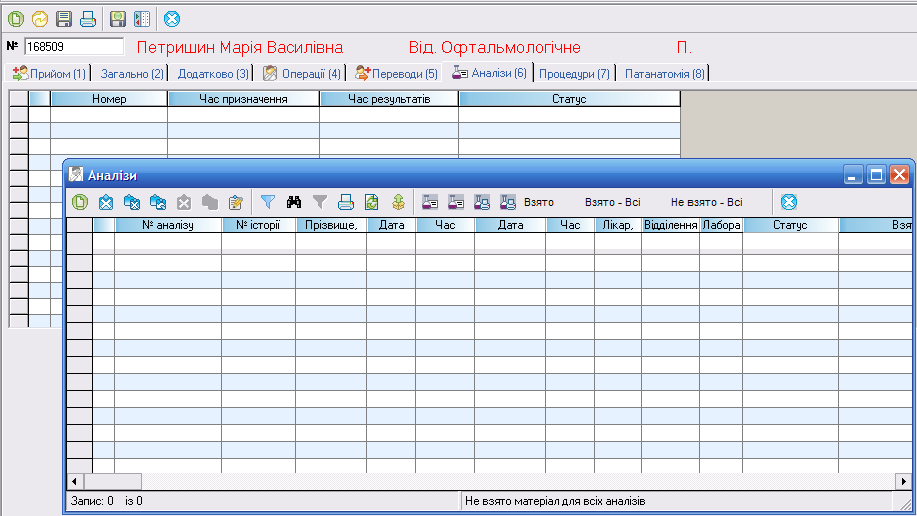 № 168509 Петришин Марія Василівна Від. Офтальмологічне П.
Прийом (1) Загально (2) Додатково (3) Операції (4) Переводи (5) Аналізи (6) Процедури (7) Патанатомія (8)
Номер Час призначення Час результатів Статус
Аналізи
Взято Взято - Всі Не взято - Всі
№ аналізу № історії Прізвище, Дата Час Дата Час Лікар, Відділення Лабора Статус Взя
Запис: 0 із 0 Не взято матеріал для всіх аналізів